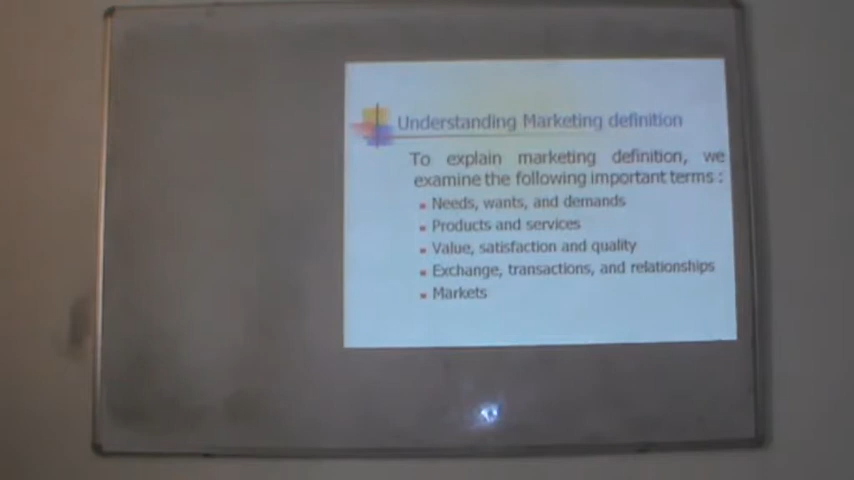 Understanding Marketing definition
To explain marketing definition, we
examine the following important terms :
Needs, wants, and demands
Products and services
Value, satisfaction and quality
Exchange, transactions, and relationships
Markets